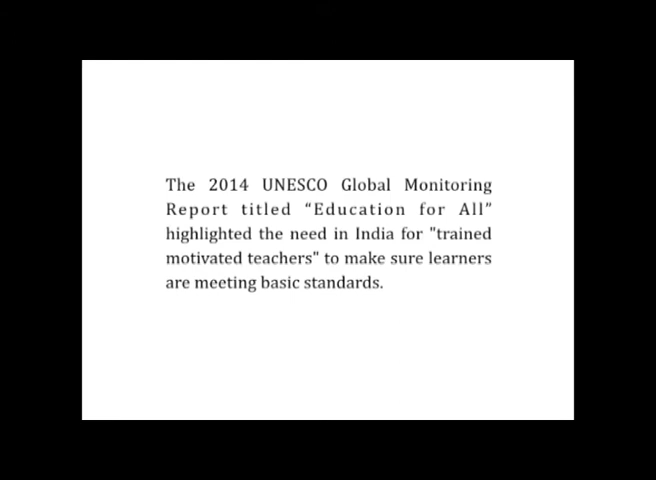 The 2014 UNESCO Global Monitoring
Report titled “Education for All”
highlighted the need in India for "trained
motivated teachers" to make sure learners
are meeting basic standards.